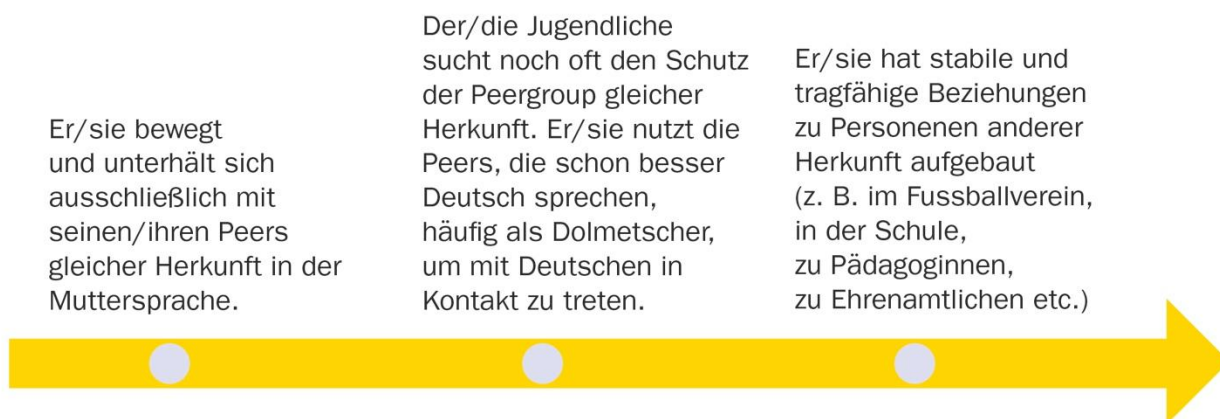 Er/sie bewegt
und unterhält sich
ausschließlich mit
seinen/ihren Peers
gleicher Herkunft in der
Muttersprache.
Der/die Jugendliche
sucht noch oft den Schutz
der Peergroup gleicher
Herkunft. Er/sie nutzt die
Peers, die schon besser
Deutsch sprechen,
häufig als Dolmetscher,
um mit Deutschen in
Kontakt zu treten.
Er/sie hat stabile und
tragfähige Beziehungen
zu Personenen anderer
Herkunft aufgebaut
(z. B. im Fussballverein,
in der Schule,
zu Pädagoginnen,
zu Ehrenamtlichen etc.)